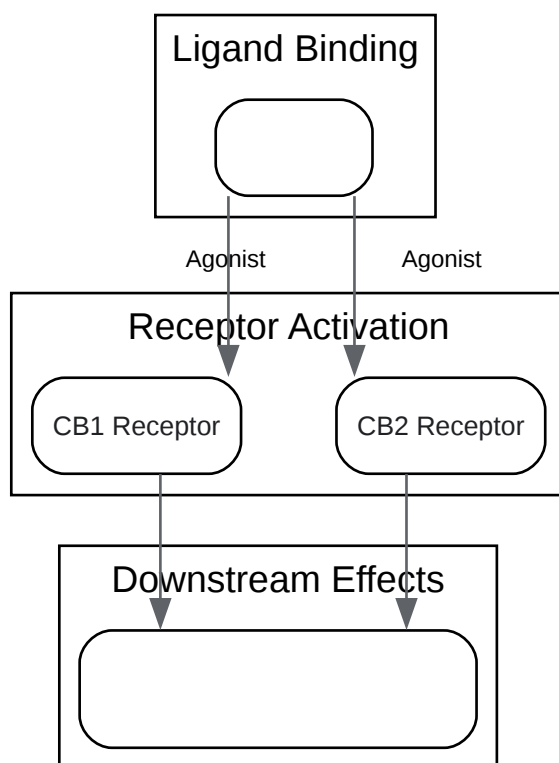 Ligand Binding
Agonist Agonist
Receptor Activation
CB1 Receptor CB2 Receptor
Downstream Effects